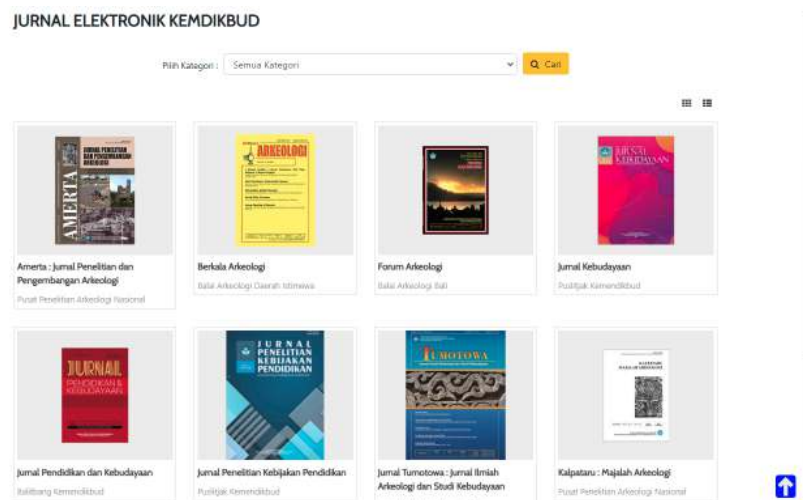 JURNAL ELEKTRONIK KEMDIKBUD
Pilih Kategori :
Semua Kategori
Cari
JURNAL PENELITIAN
DAN PENGEMBANGAN
ARKEOLOGI
AMERTA
ARKEOLOGI
JURNAL
KEBUDAYAAN
Amerta : Jurnal Penelitian dan
Pengembangan Arkeologi
Pusat Penelitian Arkeologi Nasional
Berkala Arkeologi
Balai Arkeologi Daerah Istimewa
Forum Arkeologi
Balai Arkeologi Bali
Jurnal Kebudayaan
Puslitjak Kemendikbud
JURNAL
PENDIDIKAN &
KEBUDAYAAN
JURNAL
PENELITIAN
KEBIJAKAN
PENDIDIKAN
TUMOTOWA
KALPATARU
MAJALAH ARKEOLOGI
Jurnal Pendidikan dan Kebudayaan
Balitbang Kemendikbud
Jurnal Penelitian Kebijakan Pendidikan
Puslitjak Kemendikbud
Jurnal Tumotowa : Jurnal Ilmiah
Arkeologi dan Studi Kebudayaan
Kalpataru : Majalah Arkeologi
Pusat Penelitian Arkeologi Nasional